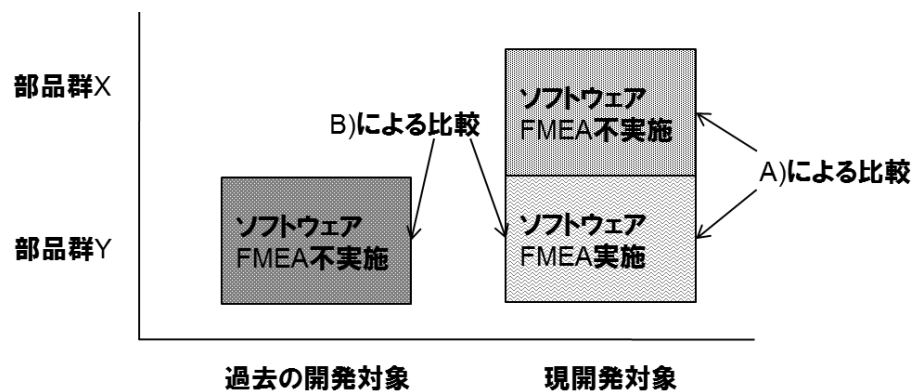 部品群X
ソフトウェア
FMEA不実施
B)による比較
A)による比較
部品群Y
ソフトウェア
FMEA不実施
ソフトウェア
FMEA実施
過去の開発対象
現開発対象